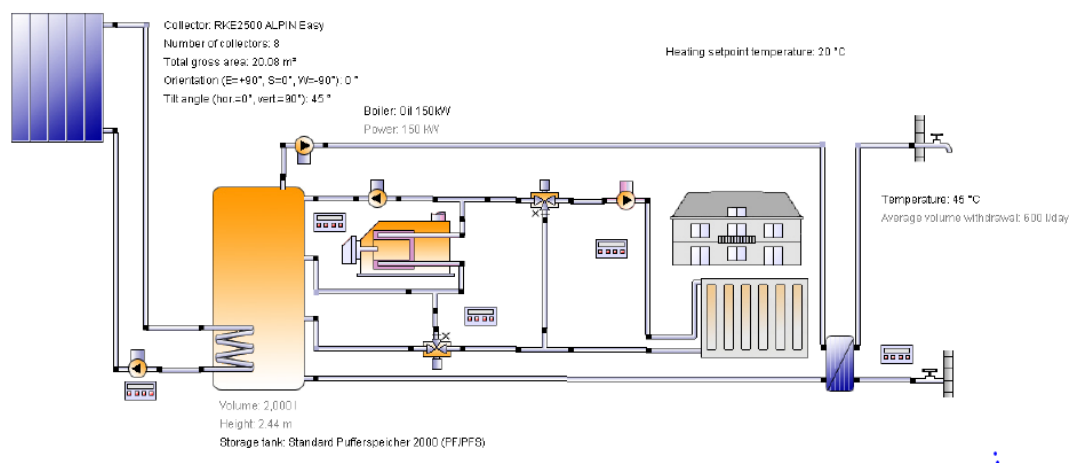 Collector: RKE2500 ALPIN Easy
Number of collectors: 8
Total gross area: 20.08 m²
Orientation (E=+90°, S=0°, W=-90°): 0 °
Tilt angle (hor.=0°, vert.=90°): 45 °
Heating setpoint temperature: 20 °C
Boiler: Oil 150kW
Power: 150 kW
Temperature: 45 °C
Average volume withdrawal: 600 l/day
Volume: 2,000 l
Height: 2.44 m
Storage tank: Standard Pufferspeicher 2000 (PF/PFS)